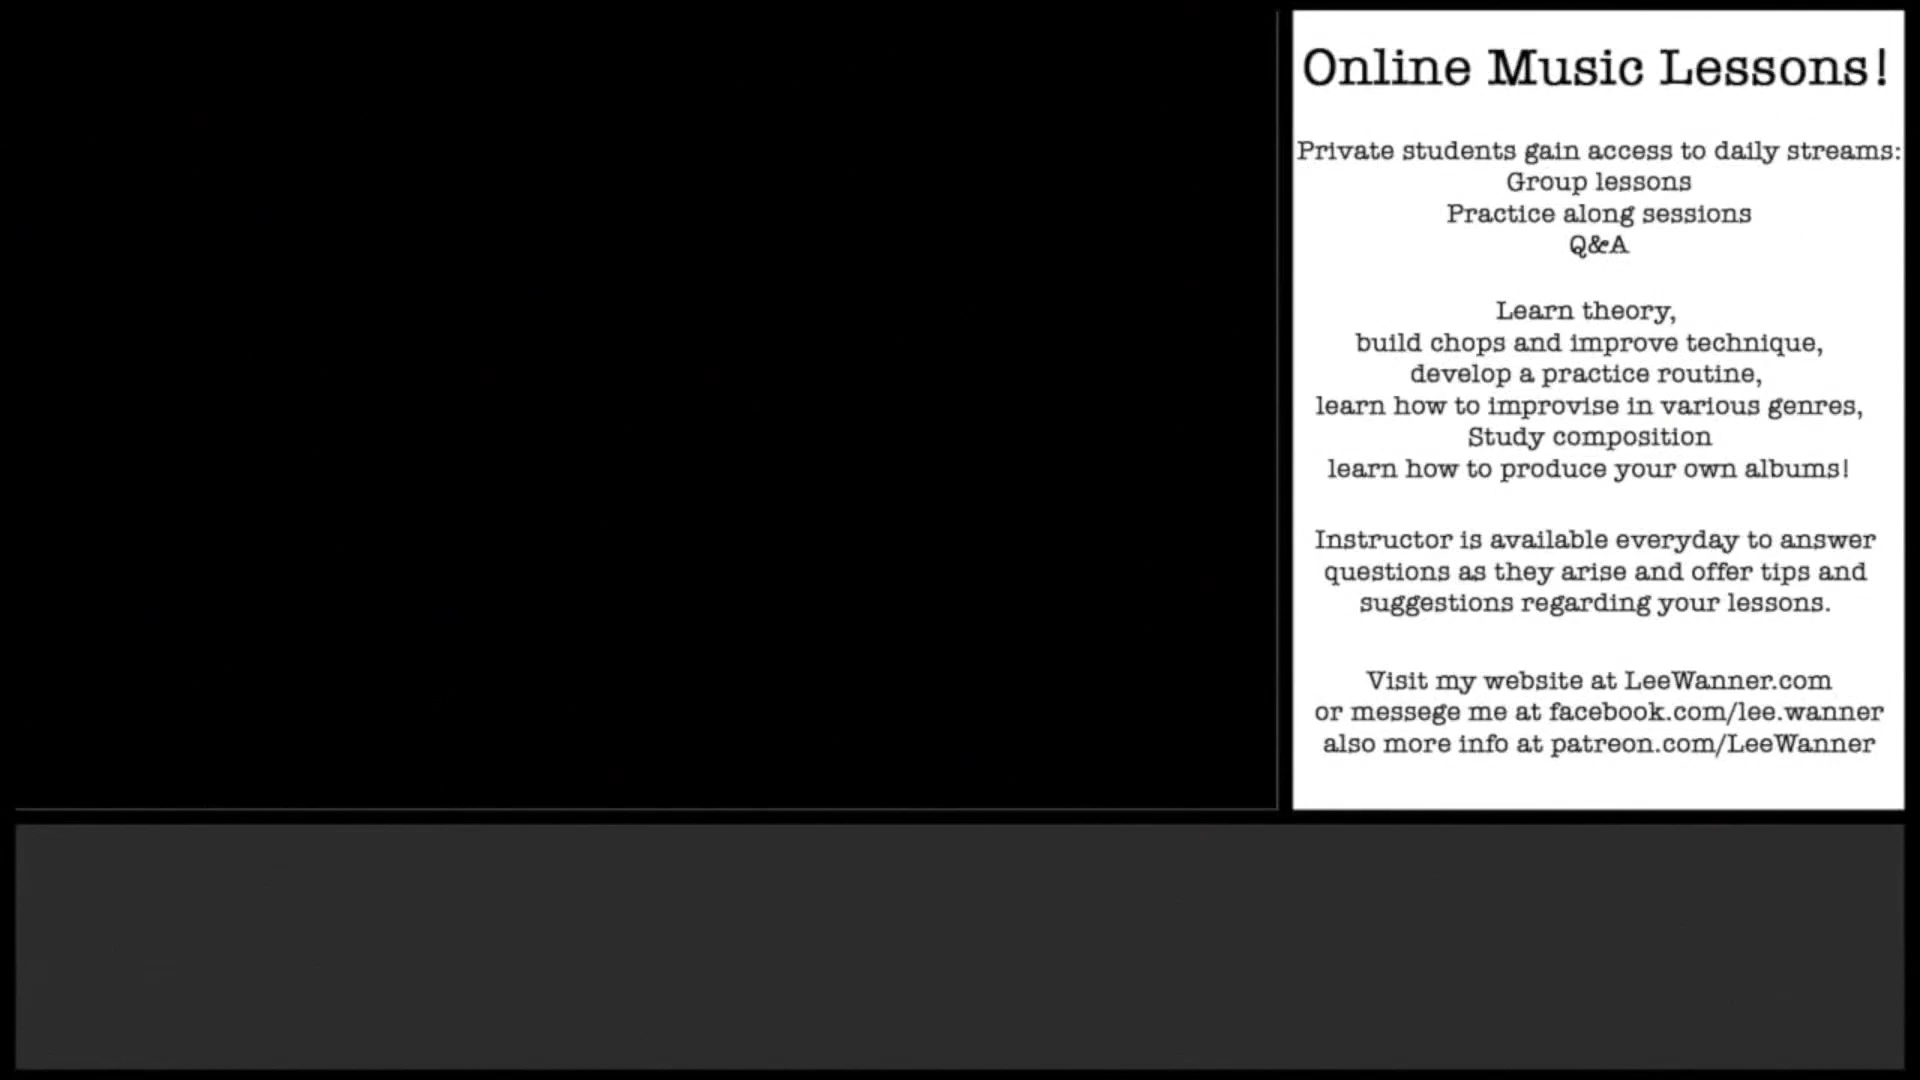 Online Music Lessons!
Private students gain access to daily streams:
Group lessons
Practice along sessions
Q&A
Learn theory,
build chops and improve technique,
develop a practice routine,
learn how to improvise in various genres,
Study composition
learn how to produce your own albums!
Instructor is available everyday to answer
questions as they arise and offer tips and
suggestions regarding your lessons.
Visit my website at LeeWanner.com
or messege me at facebook.com/lee.wanner
also more info at patreon.com/LeeWanner